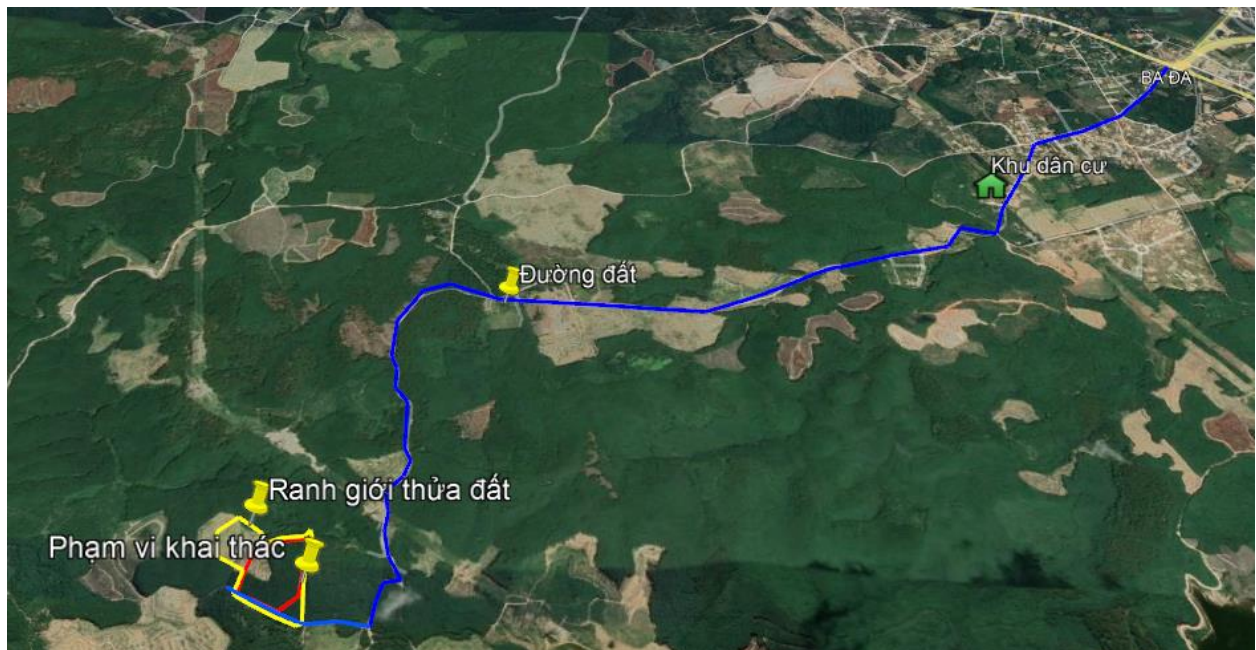 BA ĐA
Khu dân cư
Đường đất
Ranh giới thửa đất
Phạm vi khai thác